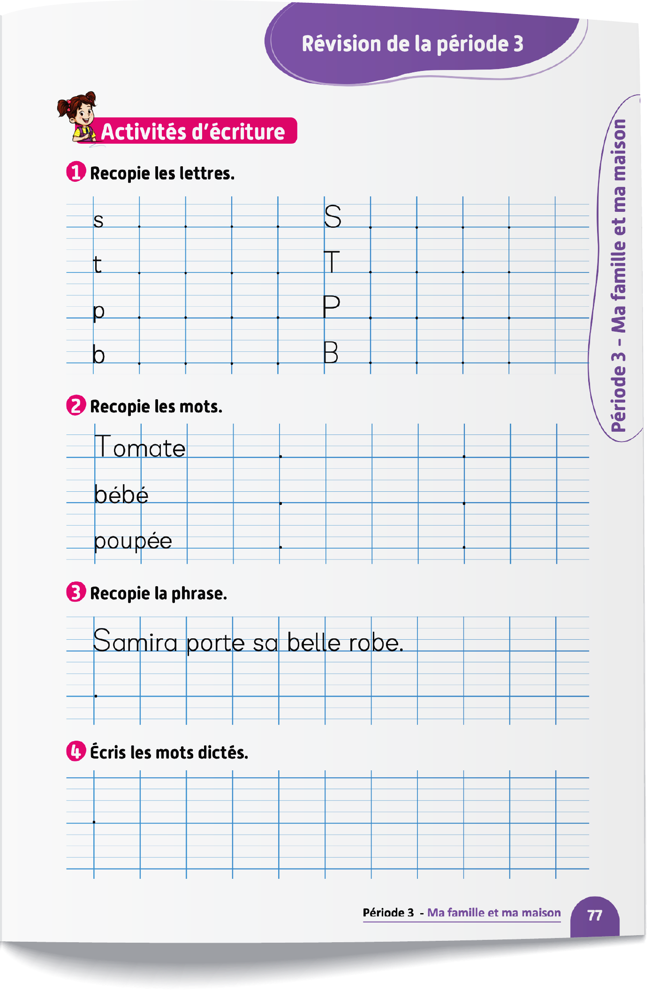 Révision de la période 3
Activités d'écriture
1 Recopie les lettres.
s S
t T
p P
b B
2 Recopie les mots.
Tomate
bébé
poupée
3 Recopie la phrase.
Samira porte sa belle robe.
4 Écris les mots dictés.
Période 3 - Ma famille et ma maison
Période 3 - Ma famille et ma maison 77